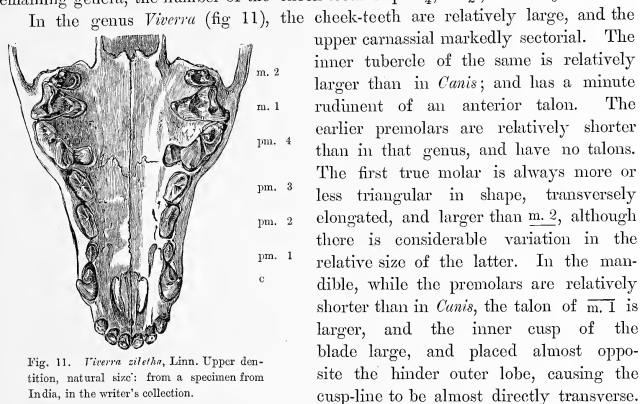 In the genus Viverra (fig 11), the cheek-teeth are relatively large, and the
upper carnassial markedly sectorial. The
inner tubercle of the same is relatively
larger than in Canis; and has a minute
rudiment of an anterior talon. The
earlier premolars are relatively shorter
than in that genus, and have no talons.
The first true molar is always more or
less triangular in shape, transversely
elongated, and larger than m. 2, although
there is considerable variation in the
relative size of the latter. In the man-
dible, while the premolars are relatively
shorter than in Canis, the talon of m. 1 is
larger, and the inner cusp of the
blade large, and placed almost oppo-
site the hinder outer lobe, causing the
cusp-line to be almost directly transverse.
m. 2
m. 1
pm. 4
pm. 3
pm. 2
pm. 1
c
Fig. 11. Viverraziletha, Linn. Upper den-
tition, natural size: from a specimen from
India, in the writer's collection.